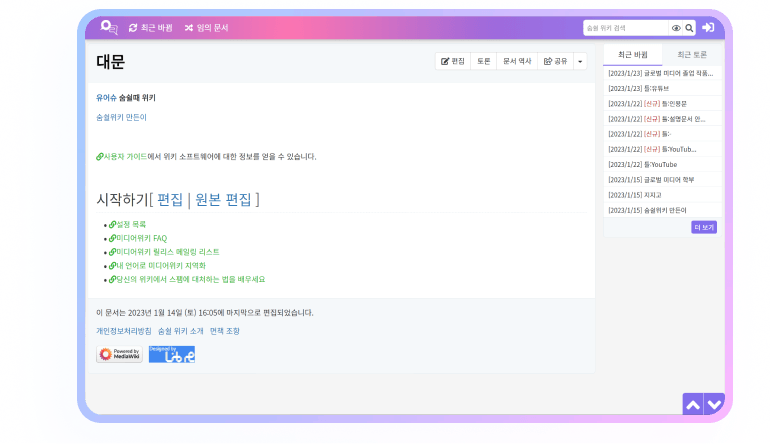 최근 바뀜
임의 문서
숨쉴 위키 검색
대문
편집
토론
문서 역사
공유
유어슈 숨쉴때 위키
숨쉴위키 만든이
사용자 가이드에서 위키 소프트웨어에 대한 정보를 얻을 수 있습니다.
시작하기[ 편집 | 원본 편집 ]
설정 목록
미디어위키 FAQ
미디어위키 릴리스 메일링 리스트
내 언어로 미디어위키 지역화
당신의 위키에서 스팸에 대처하는 법을 배우세요
이 문서는 2023년 1월 14일 (토) 16:05에 마지막으로 편집되었습니다.
개인정보처리방침 숨쉴 위키 소개 면책 조항
Powered by
MediaWiki
Designed by
Libre
최근 바뀜
최근 토론
[2023/1/23] 글로벌 미디어 졸업 작품...
[2023/1/23] 틀:유튜브
[2023/1/22] [신규] 틀:인용문
[2023/1/22] [신규] 틀:설명문서 안...
[2023/1/22] [신규] 틀:-
[2023/1/22] [신규] 틀:YouTub...
[2023/1/22] 틀:YouTube
[2023/1/15] 글로벌 미디어 학부
[2023/1/15] 지지고
[2023/1/15] 숨쉴위키 만든이
더 보기